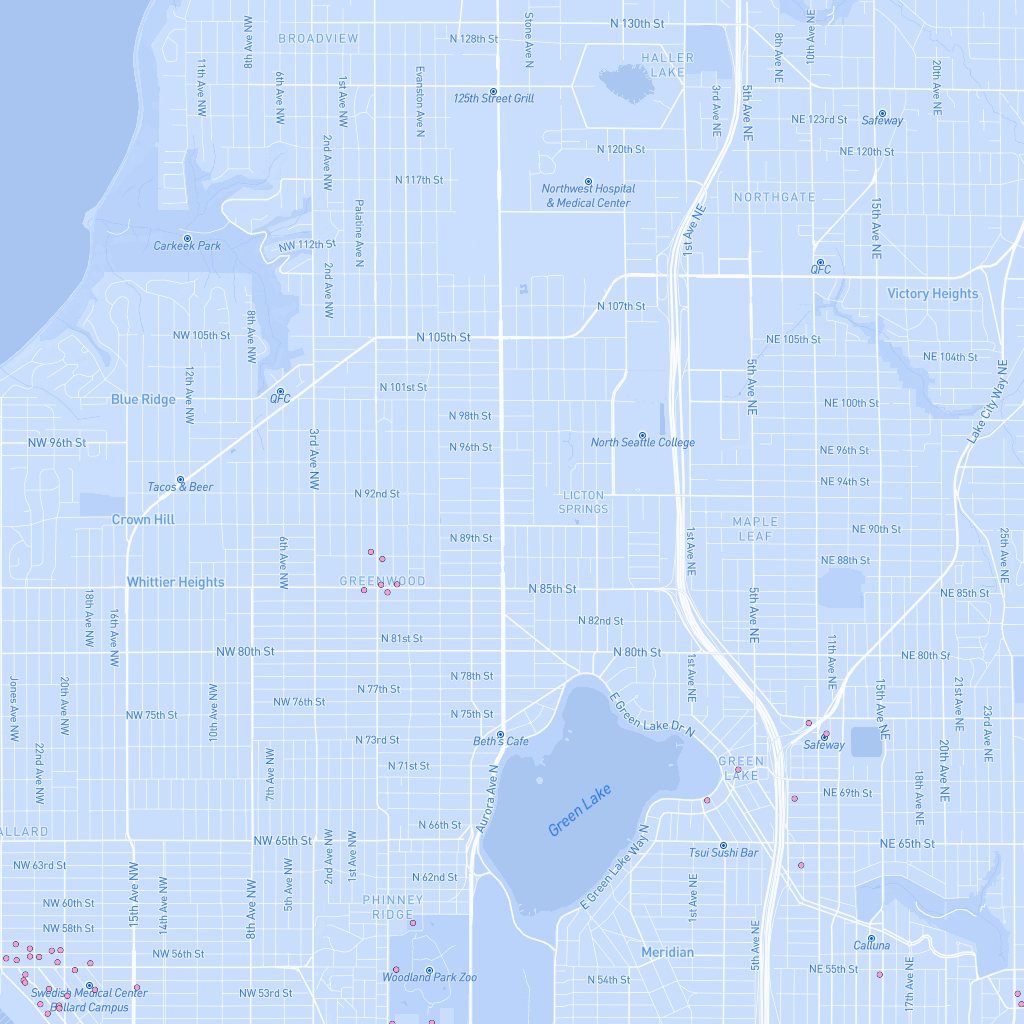 N 130th St
BROADVIEW
N 128th St
Stone Ave N
8th Ave NW
8th Ave NE
10th Ave NE
HALLER
LAKE
11th Ave NW
6th Ave NW
1st Ave NW
Evanston Ave N
3rd Ave NE
5th Ave NE
20th Ave NE
125th Street Grill
NE 123rd St
Safeway
2nd Ave NW
N 120th St
NE 120th St
N 117th St
Northwest Hospital
& Medical Center
NORTHGATE
Palatine Ave N
15th Ave NE
1st Ave NE
Carkeek Park
NW 112th St
QFC
2nd Ave NW
Victory Heights
N 107th St
8th Ave NW
NW 105th St
N 105th St
NE 105th St
NE 104th St
12th Ave NW
N 101st St
5th Ave NE
Lake City Way NE
Blue Ridge
QFC
NE 100th St
N 98th St
NW 96th St
3rd Ave NW
N 96th St
North Seattle College
NE 96th St
Tacos & Beer
N 92nd St
NE 94th St
LICTON
SPRINGS
Crown Hill
MAPLE
LEAF
NE 90th St
N 89th St
1st Ave NE
25th Ave NE
6th Ave NW
NE 88th St
Whittier Heights
GREENWOOD
N 85th St
NE 85th St
18th Ave NW
16th Ave NW
5th Ave NE
N 82nd St
N 81st St
NW 80th St
N 80th St
11th Ave NE
NE 80th St
N 78th St
1st Ave NE
Jones Ave NW
20th Ave NW
10th Ave NW
N 77th St
NW 76th St
15th Ave NE
21st Ave NE
23rd Ave NE
NW 75th St
N 75th St
E Green Lake Dr N
N 73rd St
Beth's Cafe
Safeway
22nd Ave NW
7th Ave NW
N 71st St
GREEN
LAKE
20th Ave NE
18th Ave NE
NE 69th St
Aurora Ave N
Green Lake
ALLARD
N 66th St
NW 65th St
NE 65th St
2nd Ave NW
1st Ave NW
E Green Lake Way N
Tsui Sushi Bar
NW 63rd St
N 62nd St
15th Ave NW
14th Ave NW
8th Ave NW
5th Ave NW
1st Ave NE
NW 60th St
PHINNEY
RIDGE
NW 58th St
5th Ave NE
Calluna
NW 56th St
Meridian
NE 55th St
Woodland Park Zoo
N 54th St
17th Ave NE
Swedish Medical Center
Ballard Campus
NW 53rd St